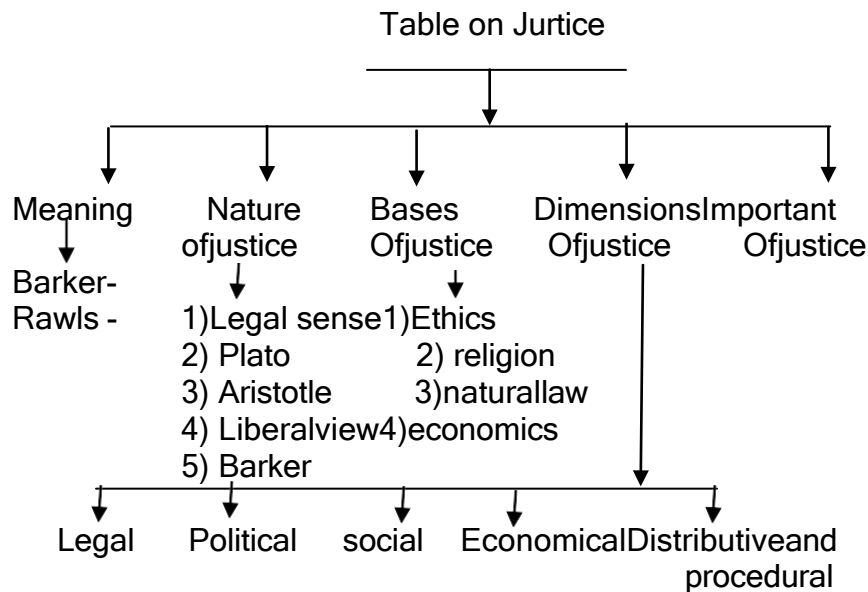 Table on Jurtice
Meaning Nature Bases DimensionsImportant
ofjustice Ofjustice Ofjustice Ofjustice
Barker-
Rawls - 1)Legal sense1)Ethics
2) Plato 2) religion
3) Aristotle 3)naturallaw
4) Liberalview4)economics
5) Barker
Legal Political social EconomicalDistributiveand
procedural